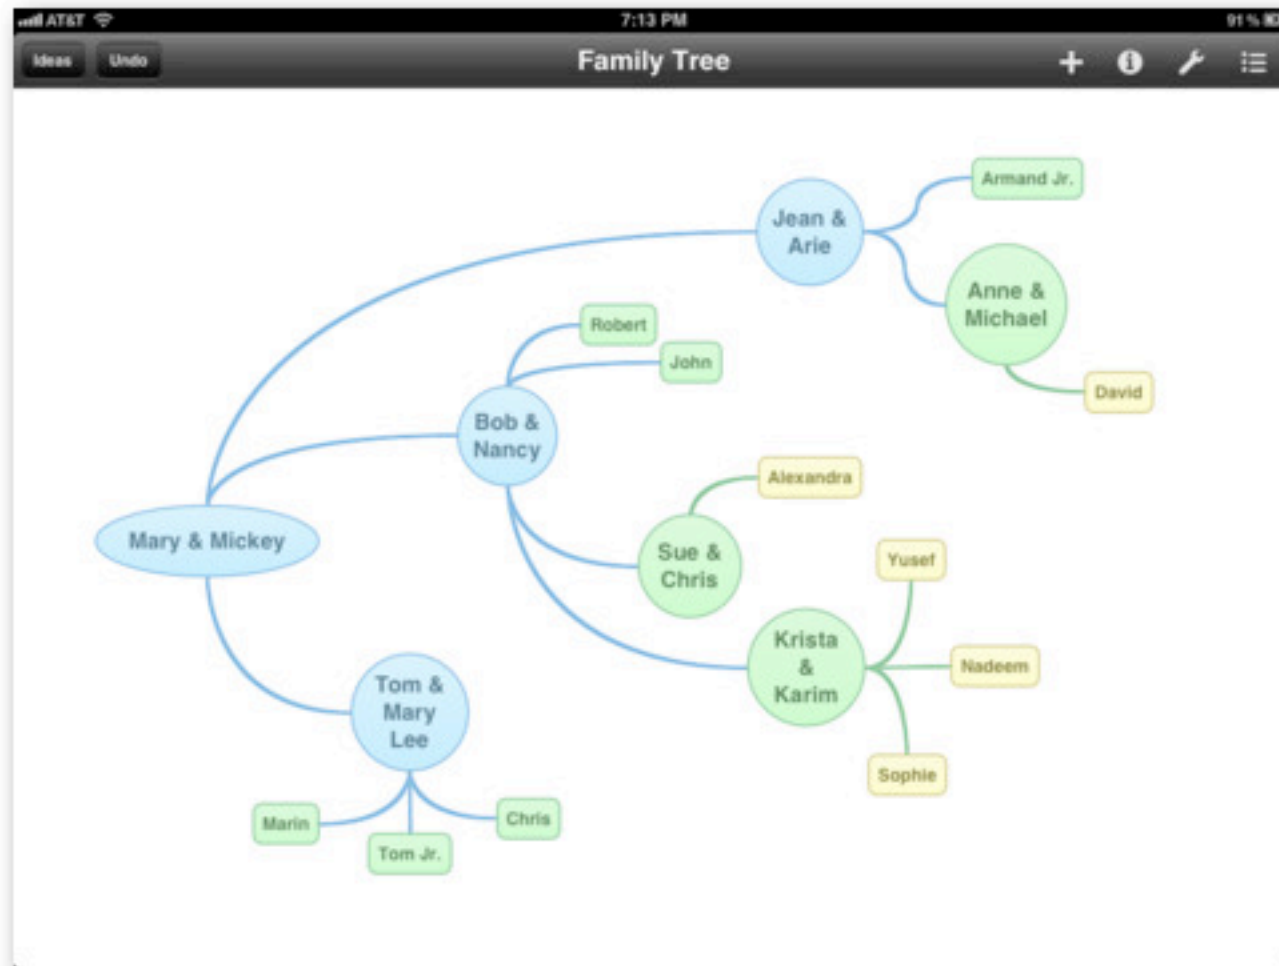 AT&T
7:13 PM
91%
Ideas
Undo
Family Tree
Armand Jr.
Jean &
Arie
Anne &
Michael
Robert
John
David
Bob &
Nancy
Alexandra
Mary & Mickey
Sue &
Chris
Yusef
Krista
&
Karim
Nadeem
Tom &
Mary
Lee
Sophie
Marin
Chris
Tom Jr.